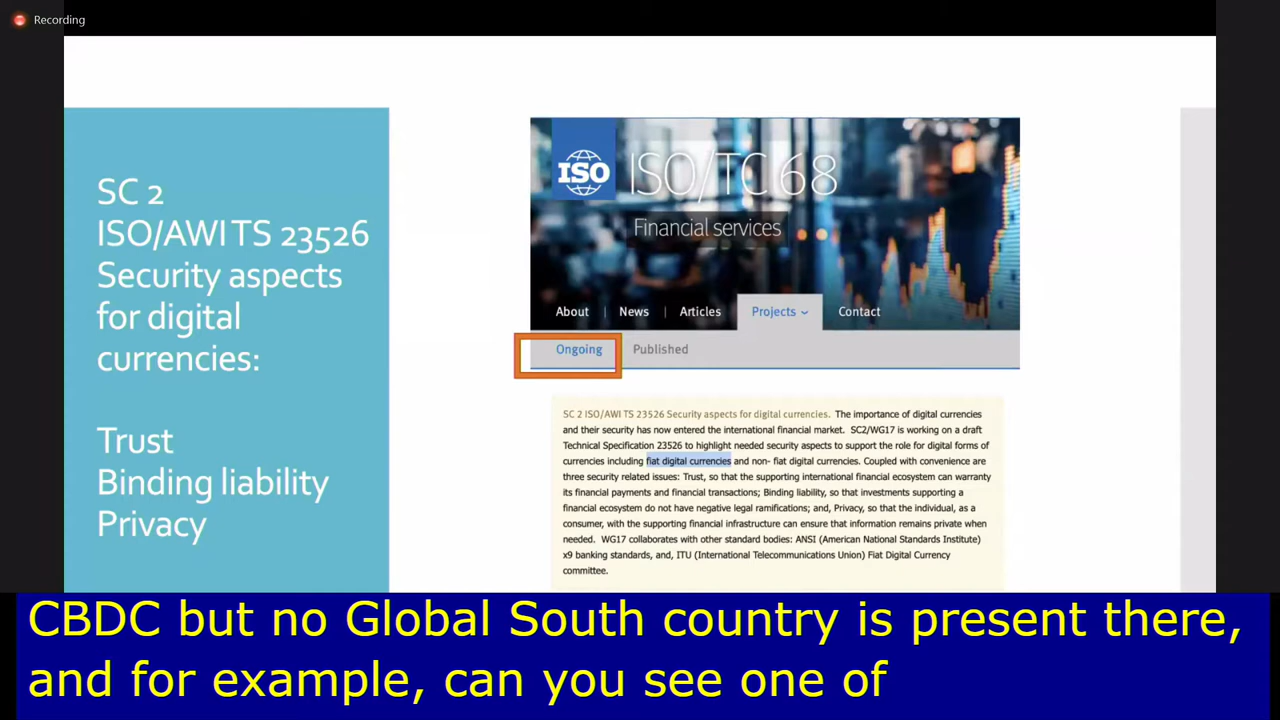 Recording
SC 2
ISO/AWI TS 23526
Security aspects
for digital
currencies:
Trust
Binding liability
Privacy
ISO
ISO/TC 68
Financial services
About | News | Articles Projects Contact
Ongoing Published
SC 2 ISO/AWI TS 23526 Security aspects for digital currencies. The importance of digital currencies
and their security has now entered the international financial market. SC2/WG17 is working on a draft
Technical Specification 23526 to highlight needed security aspects to support the role for digital forms of
currencies including fiat digital currencies and non- fiat digital currencies. Coupled with convenience are
three security related issues: Trust, so that the supporting international financial ecosystem can warranty
its financial payments and financial transactions; Binding liability, so that investments supporting a
financial ecosystem do not have negative legal ramifications; and, Privacy, so that the individual, as a
consumer, with the supporting financial infrastructure can ensure that information remains private when
needed. WG17 collaborates with other standard bodies: ANSI (American National Standards Institute)
x9 banking standards, and, ITU (International Telecommunications Union) Fiat Digital Currency
committee.
CBDC but no Global South country is present there,
and for example, can you see one of